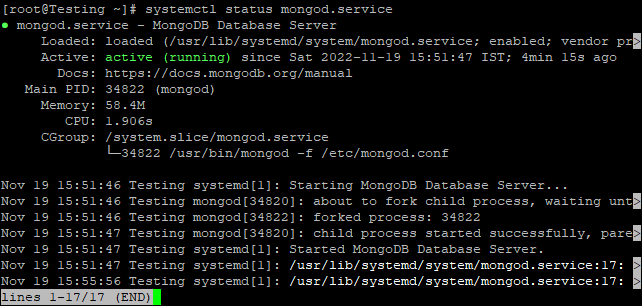 [root@Testing ~]# systemctl status mongod.service
● mongod.service - MongoDB Database Server
Loaded: loaded (/usr/lib/systemd/system/mongod.service; enabled; vendor pr>
Active: active (running) since Sat 2022-11-19 15:51:47 IST; 4min 15s ago
Docs: https://docs.mongodb.org/manual
Main PID: 34822 (mongod)
Memory: 58.4M
CPU: 1.906s
CGroup: /system.slice/mongod.service
└─34822 /usr/bin/mongod -f /etc/mongod.conf
Nov 19 15:51:46 Testing systemd[1]: Starting MongoDB Database Server...
Nov 19 15:51:46 Testing mongod[34820]: about to fork child process, waiting unt>
Nov 19 15:51:46 Testing mongod[34822]: forked process: 34822
Nov 19 15:51:47 Testing mongod[34820]: child process started successfully, pare>
Nov 19 15:51:47 Testing systemd[1]: Started MongoDB Database Server.
Nov 19 15:51:47 Testing systemd[1]: /usr/lib/systemd/system/mongod.service:17: >
Nov 19 15:55:56 Testing systemd[1]: /usr/lib/systemd/system/mongod.service:17: >
lines 1-17/17 (END)